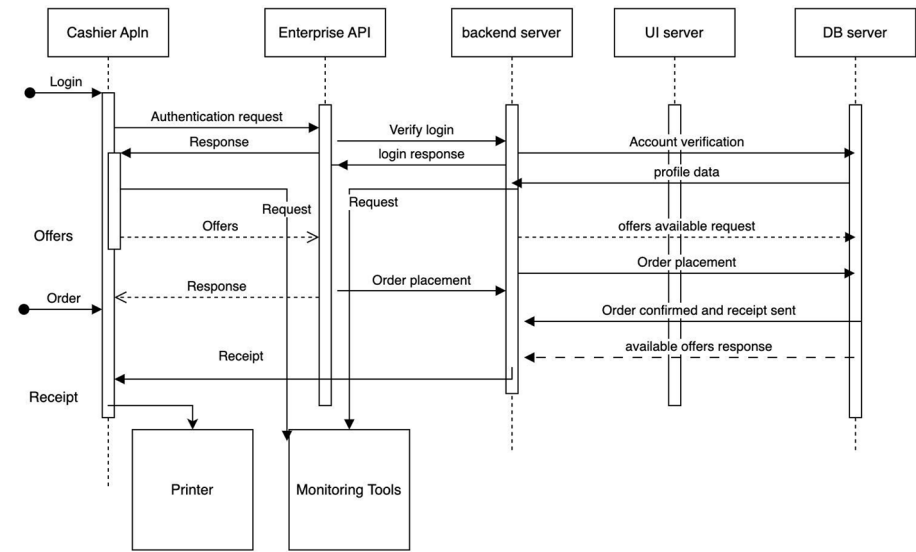 Cashier Apln
Enterprise API
backend server
UI server
DB server
Login
Authentication request
Verify login
Response
Account verification
login response
profile data
Request
Request
Offers
Offers
offers available request
Order placement
Response
Order placement
Order
Order confirmed and receipt sent
available offers response
Receipt
Receipt
Printer
Monitoring Tools